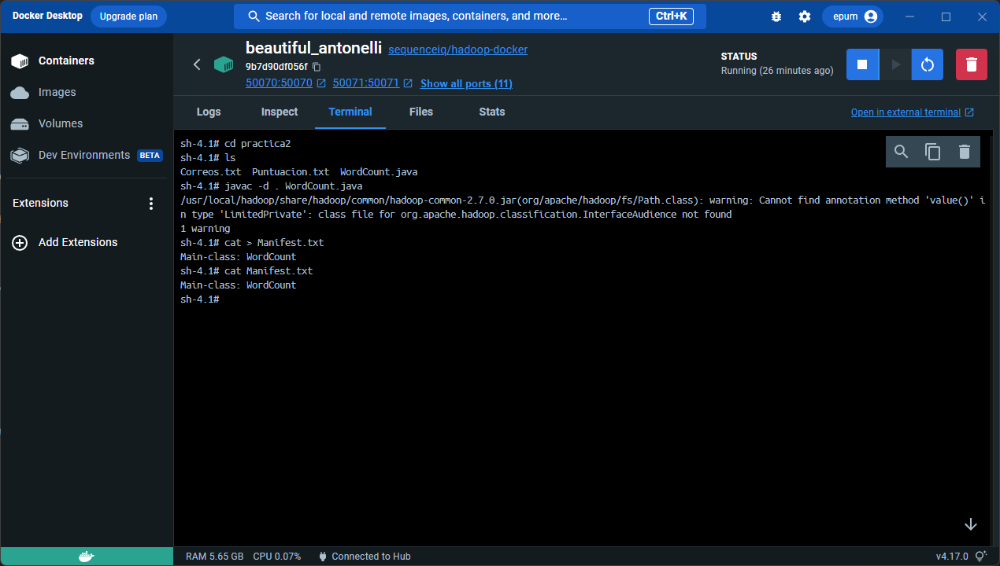 Docker Desktop Upgrade plan Search for local and remote images, containers, and more... Ctrl+K epum
Containers
Images
Volumes
Dev Environments BETA
Extensions
Add Extensions
beautiful_antonelli sequenceiq/hadoop-docker
9b7d90df056f
50070:50070 50071:50071 Show all ports (11)
STATUS
Running (26 minutes ago)
Logs Inspect Terminal Files Stats Open in external terminal
sh-4.1# cd practica2
sh-4.1# ls
Correos.txt  Puntuacion.txt  WordCount.java
sh-4.1# javac -d . WordCount.java
/usr/local/hadoop/share/hadoop/common/hadoop-common-2.7.0.jar(org/apache/hadoop/fs/Path.class): warning: Cannot find annotation method 'value()' i
n type 'LimitedPrivate': class file for org.apache.hadoop.classification.InterfaceAudience not found
1 warning
sh-4.1# cat > Manifest.txt
Main-class: WordCount
sh-4.1# cat Manifest.txt
Main-class: WordCount
sh-4.1#
RAM 5.65 GB CPU 0.07% Connected to Hub v4.17.0